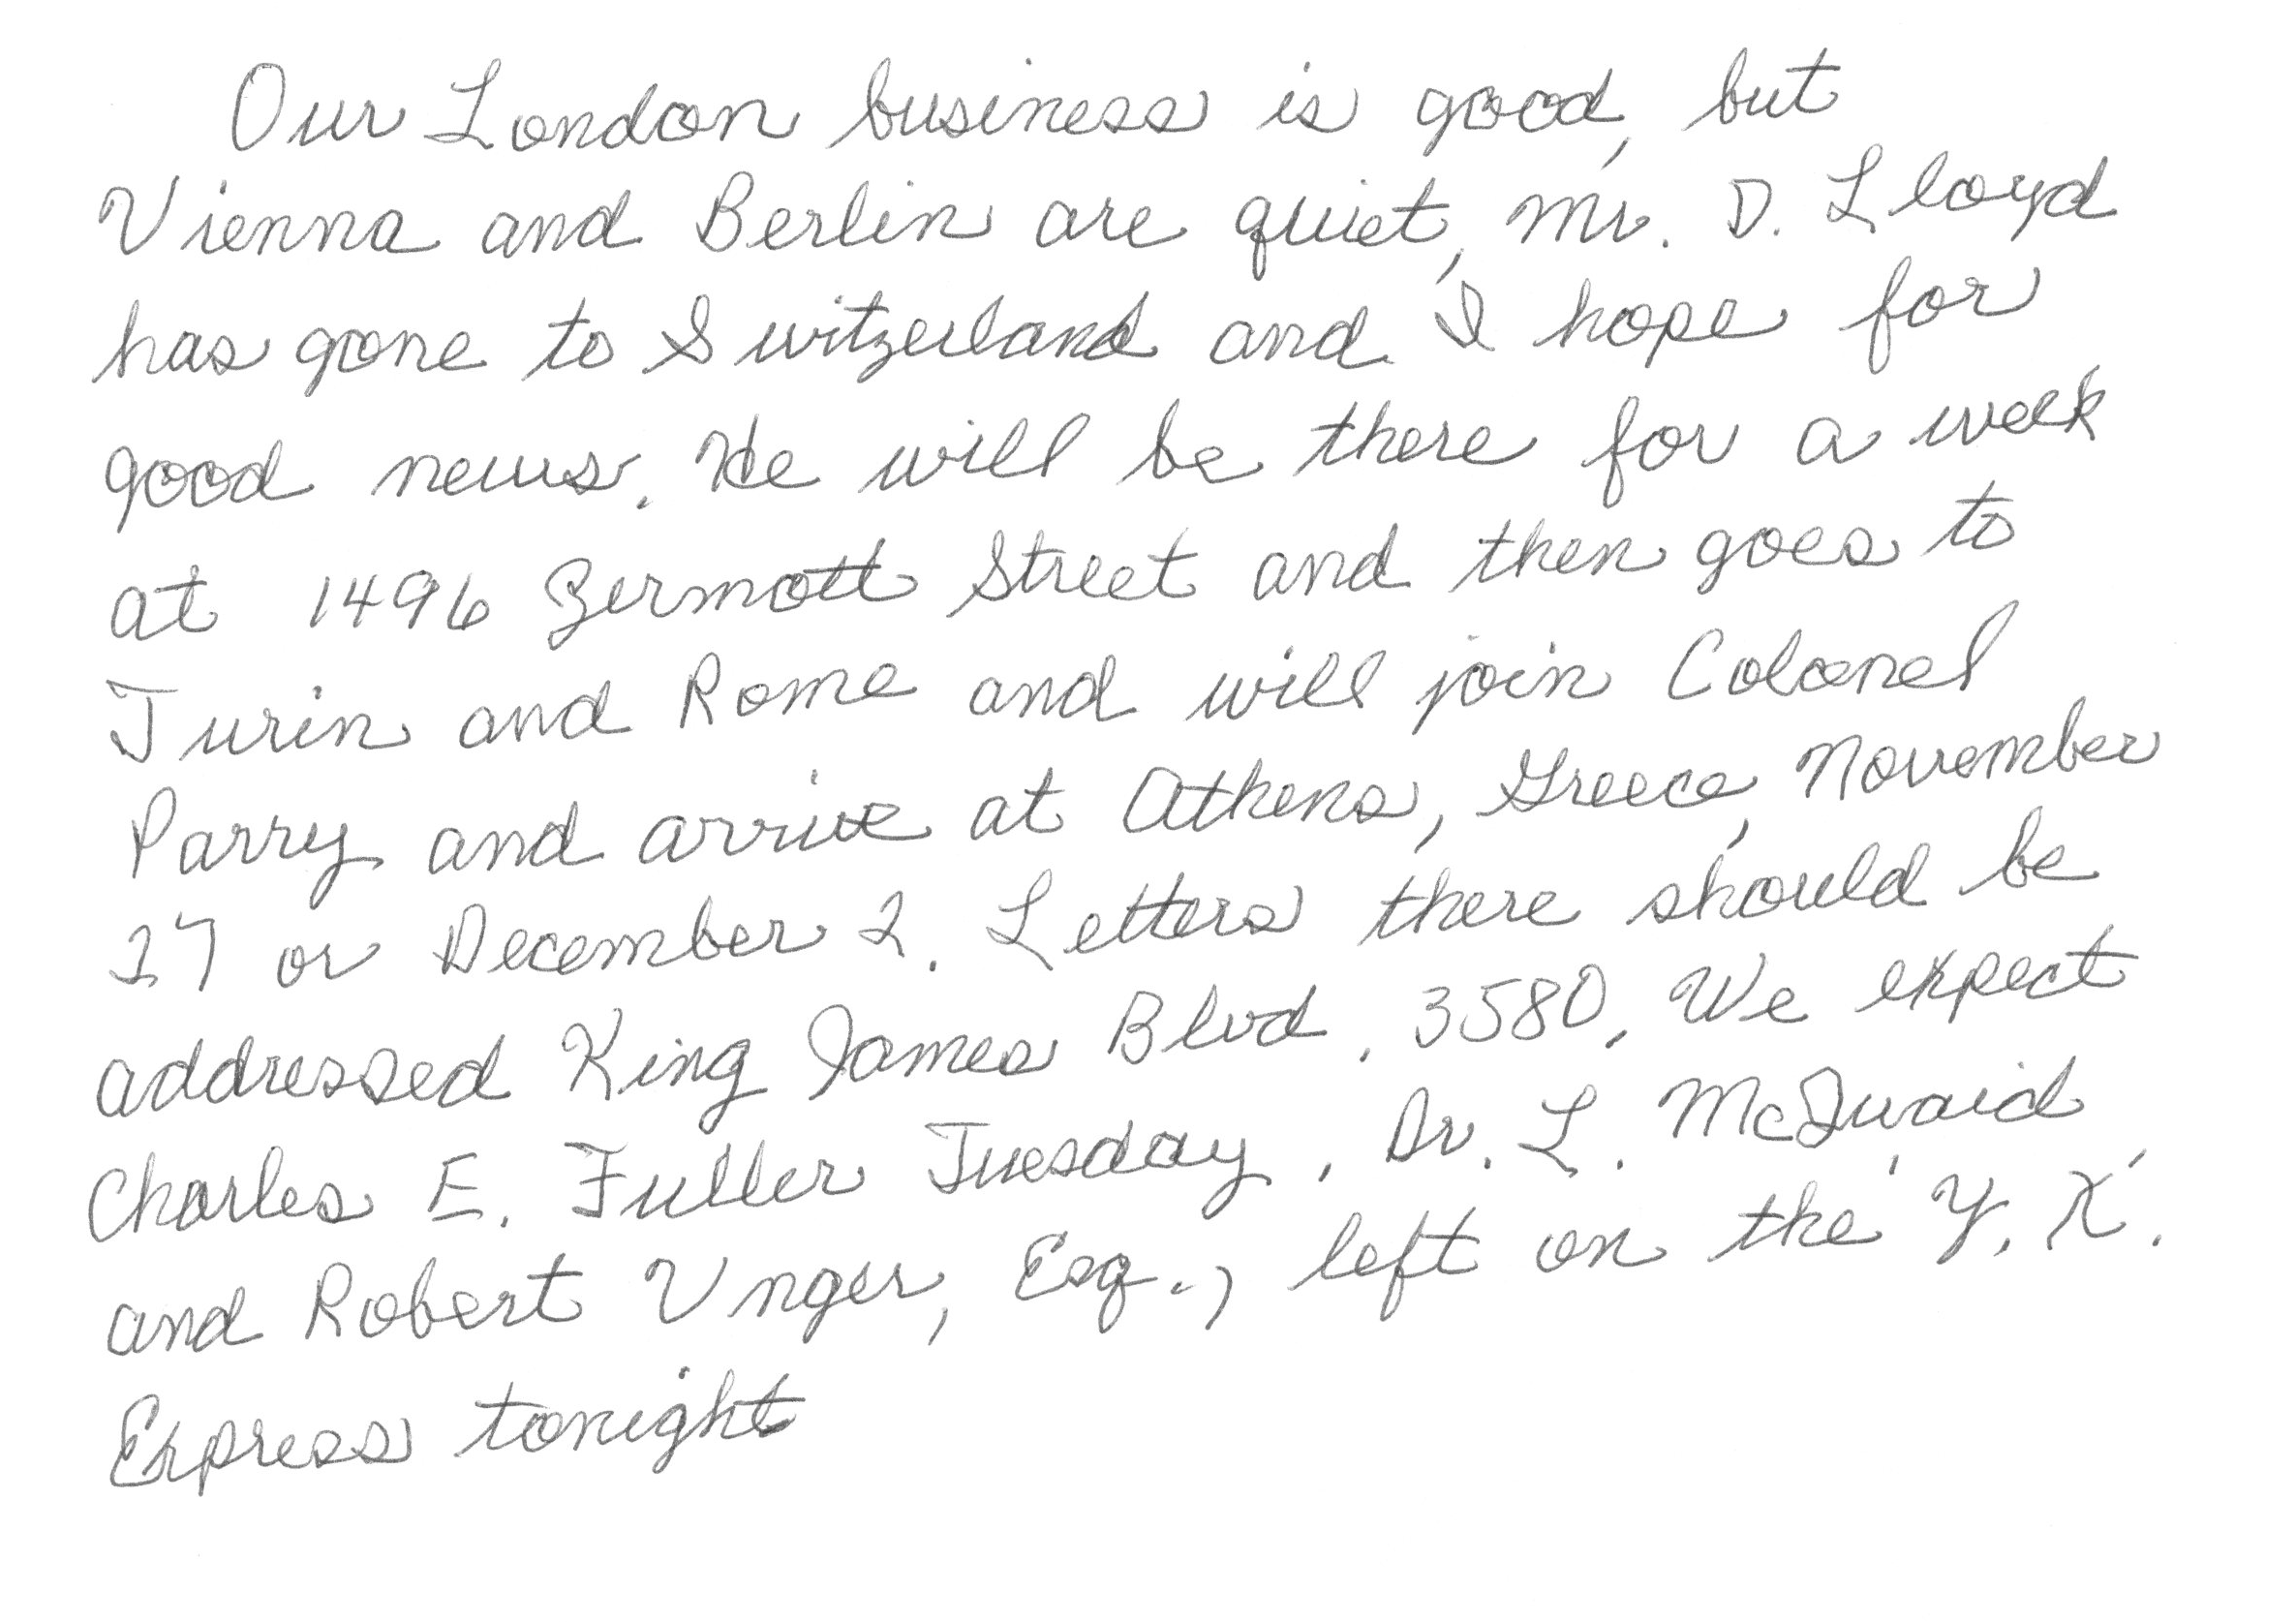 Our London business is good, but
Vienna and Berlin are quiet, Mr. D. Lloyd
has gone to Switzerland and I hope for
good news. He will be there for a week
at 1496 Zermott Street and then goes to
Turin and Rome and will join Colonel
Parry and arrive at Athens, Greece, November
27 or December 2. Letters there should be
addressed King James Blvd. 3580. We expect
Charles E. Fuller Tuesday. Dr. L. McQuaid,
and Robert Unger, Esq., left on the Y. X.
Express tonight